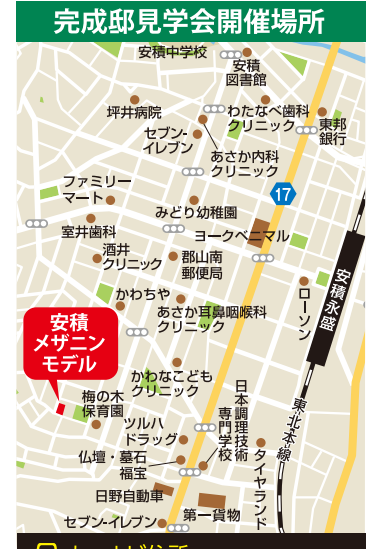 完成邸見学会開催場所
安積中学校
安積
図書館
坪井病院
わたなべ歯科
クリニック
東邦
銀行
セブン-
イレブン
あさか内科
クリニック
ファミリー
マート
17
みどり幼稚園
室井歯科
ヨークベニマル
酒井
クリニック
郡山南
郵便局
安積永盛
かわちや
あさか耳鼻咽喉科
クリニック
ローソン
安積
メザニン
モデル
かわなこども
クリニック
梅の木
保育園
日本調理技術
専門学校
東北本線
ツルハ
ドラッグ
仏壇・墓石
福宝
タイヤランド
日野自動車
第一貨物
セブン-イレブン